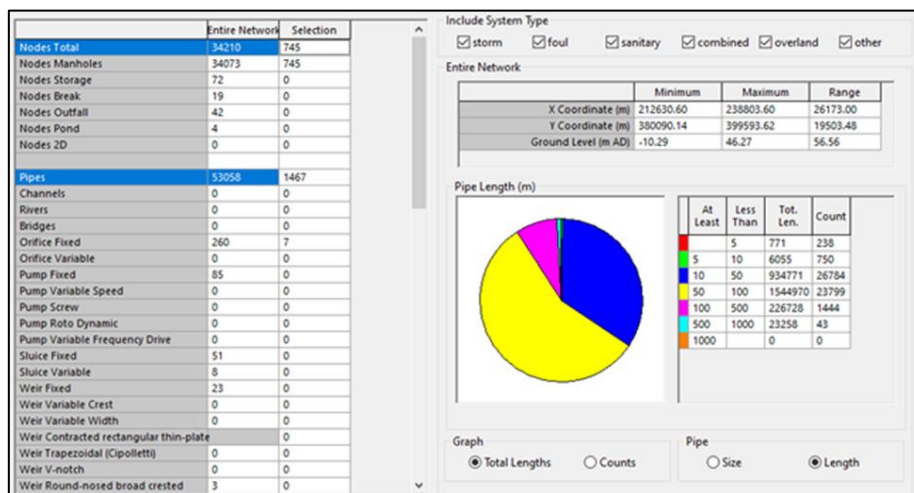 Entire Network Selection
Nodes Total 34210 745
Nodes Manholes 34073 745
Nodes Storage 72 0
Nodes Break 19 0
Nodes Outfall 42 0
Nodes Pond 4 0
Nodes 2D 0 0
Pipes 53058 1467
Channels 0 0
Rivers 0 0
Bridges 0 0
Orifice Fixed 260 7
Orifice Variable 0 0
Pump Fixed 85 0
Pump Variable Speed 0 0
Pump Screw 0 0
Pump Roto Dynamic 0 0
Pump Variable Frequency Drive 0 0
Sluice Fixed 51 0
Sluice Variable 8 0
Weir Fixed 23 0
Weir Variable Crest 0 0
Weir Variable Width 0 0
Weir Contracted rectangular thin-plate 0
Weir Trapezoidal (Cipolletti) 0 0
Weir V-notch 0 0
Weir Round-nosed broad crested 3 0
Include System Type
storm foul sanitary combined overland other
Entire Network
Minimum Maximum Range
X Coordinate (m) 212630.60 238803.60 26173.00
Y Coordinate (m) 380090.14 399593.62 19503.48
Ground Level (m AD) -10.29 46.27 56.56
Pipe Length (m)
At Least Less Than Tot. Len. Count
5 771 238
5 10 6055 750
10 50 934771 26784
50 100 1544970 23799
100 500 226728 1444
500 1000 23258 43
1000 0 0
Graph
Total Lengths Counts
Pipe
Size Length